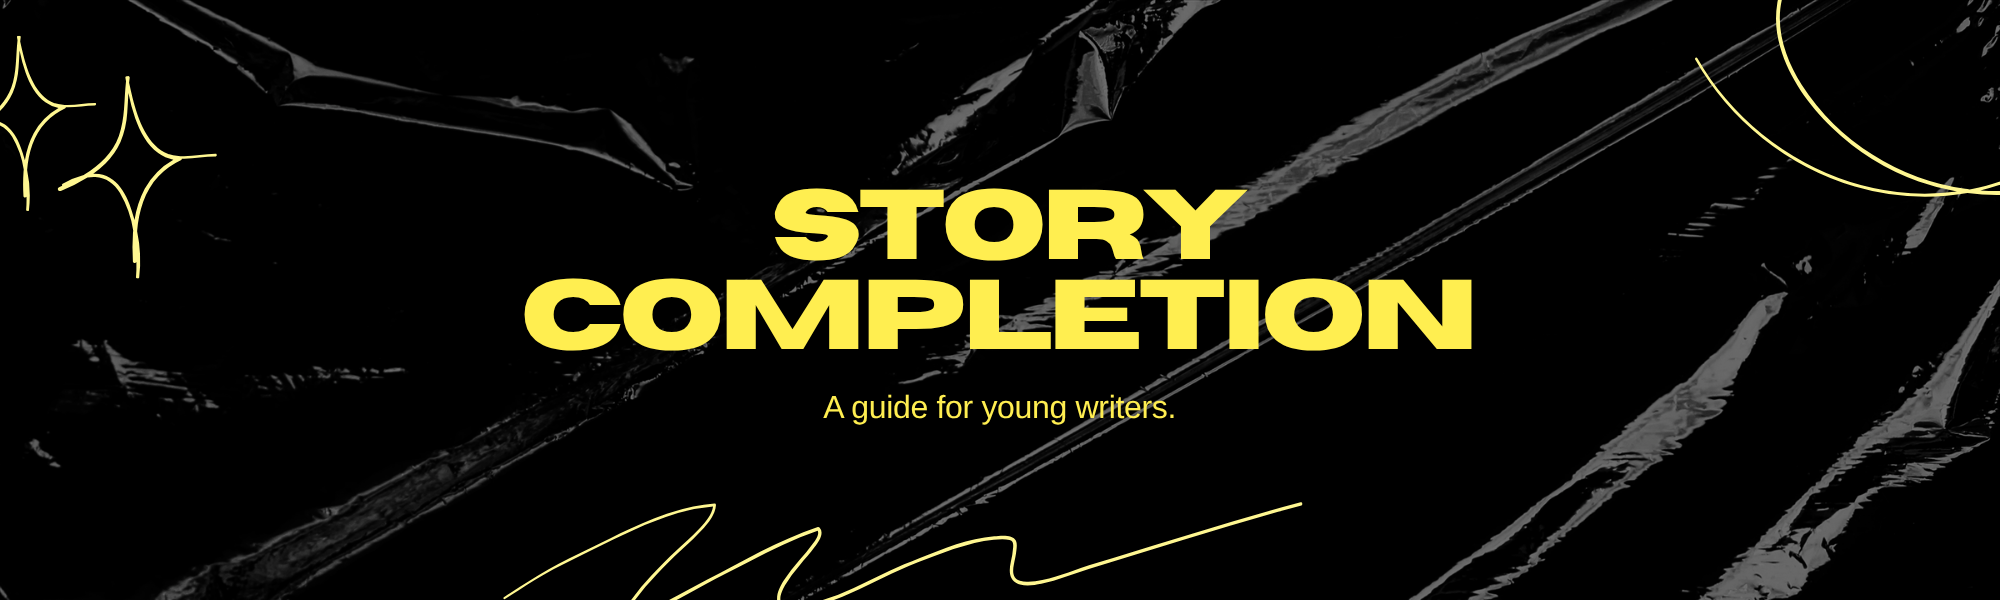 STORY
COMPLETION
A guide for young writers.